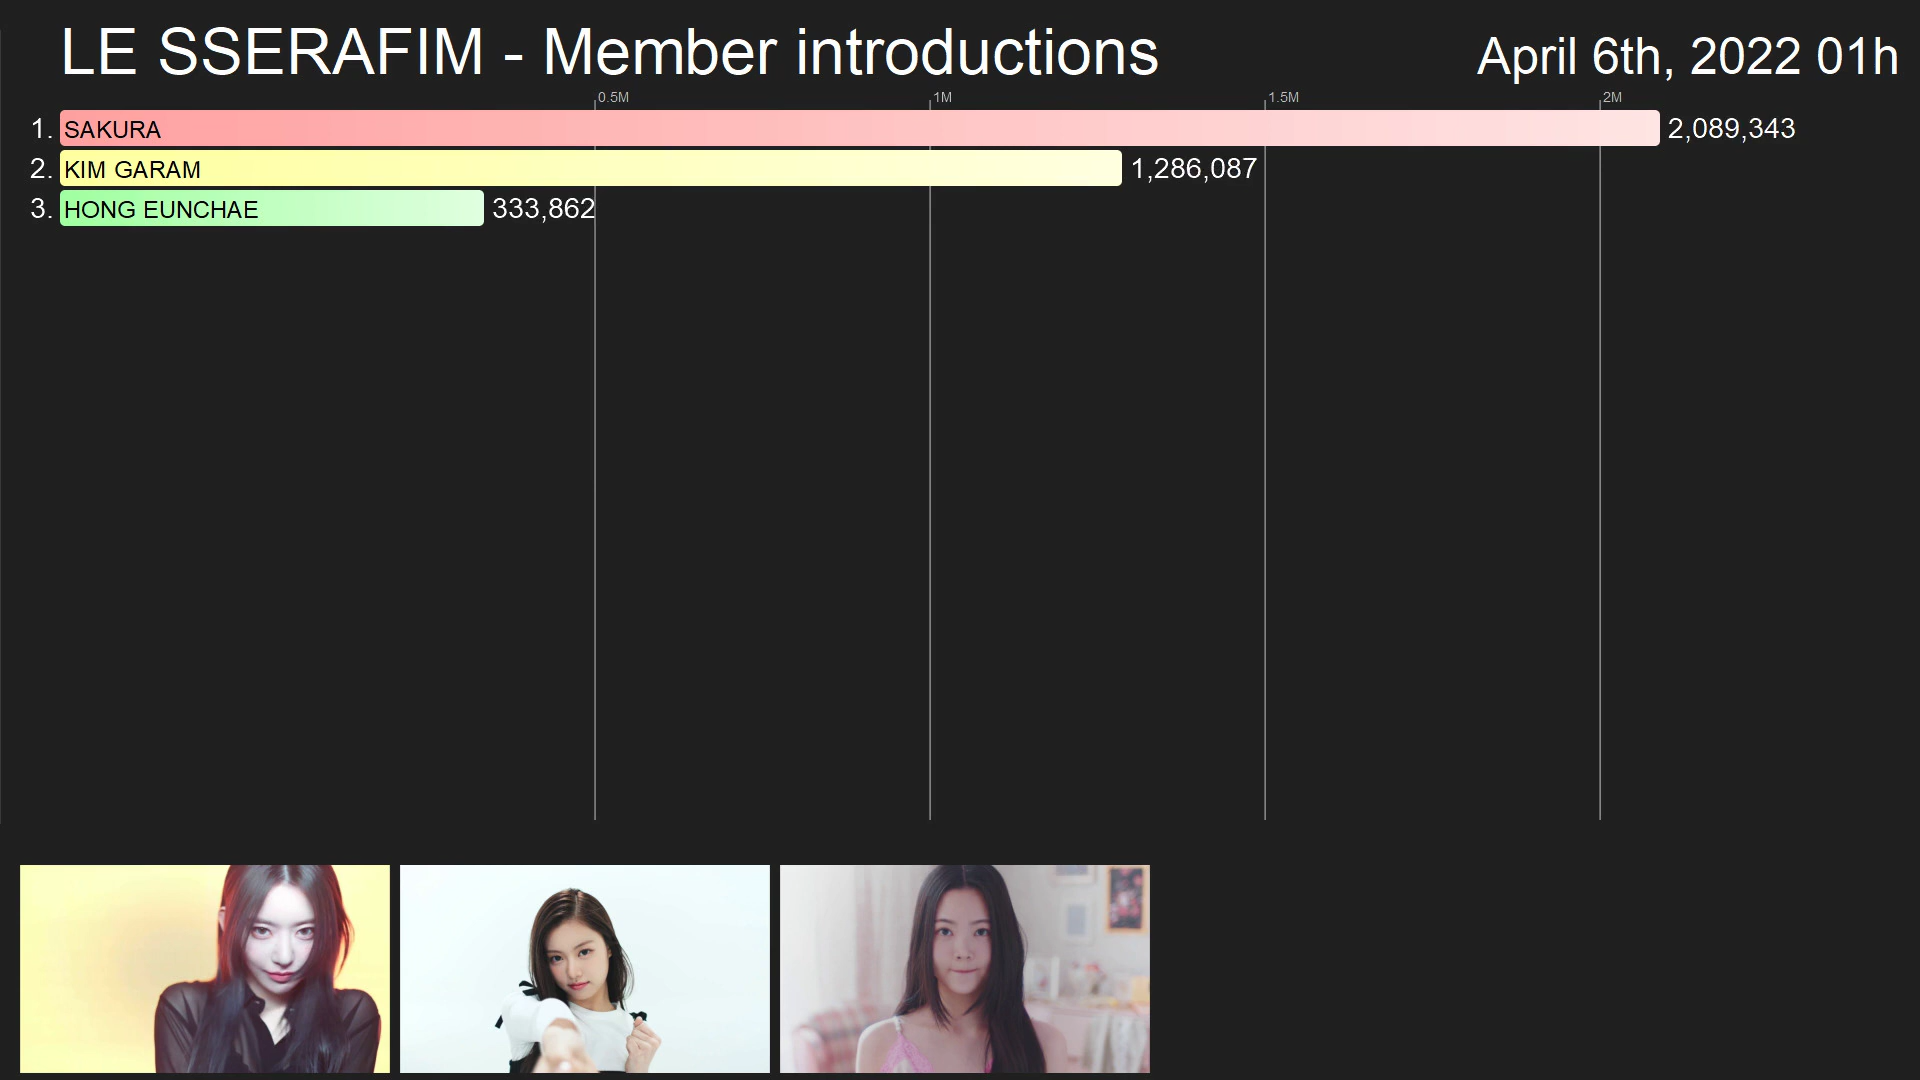 LE SSERAFIM - Member introductions
April 6th, 2022 01h
0.5M 1M 1.5M 2M
1. SAKURA 2,089,343
2. KIM GARAM 1,286,087
3. HONG EUNCHAE 333,862